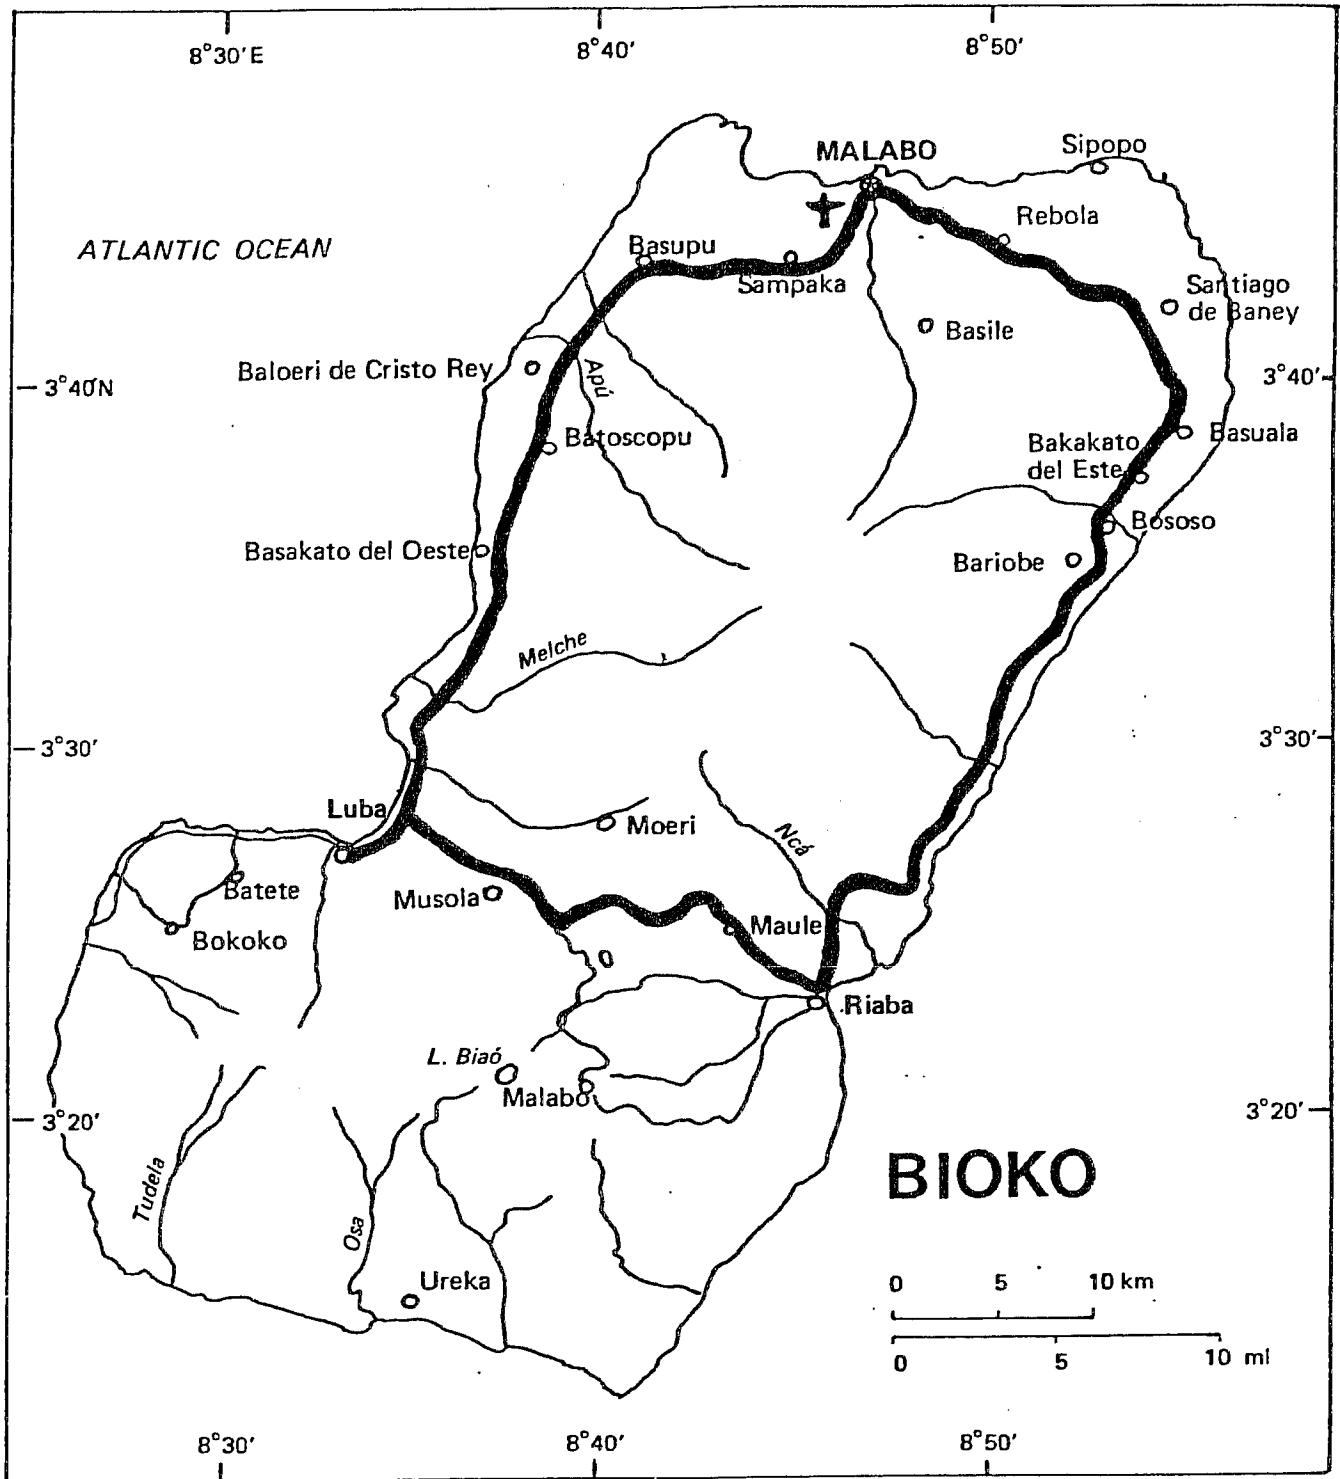 8°30'E
8°40'
8°50'
MALABO
Sipopo
Rebola
ATLANTIC OCEAN
Basupu
Sampaka
Santiago
de Baney
Basile
Baloeri de Cristo Rey
Apú
3°40'N
3°40'
Batoscopu
Bakakato
del Este
Basuala
Bososo
Basakato del Oeste
Bariobe
Melche
3°30'
3°30'
Luba
Moeri
Ncá
Batete
Musola
Maule
Bokoko
Riaba
L. Biaó
Malabo
3°20'
3°20'
BIOKO
Tudela
Osa
Ureka
0 5 10 km
0 5 10 ml
8°30'
8°40'
8°50'